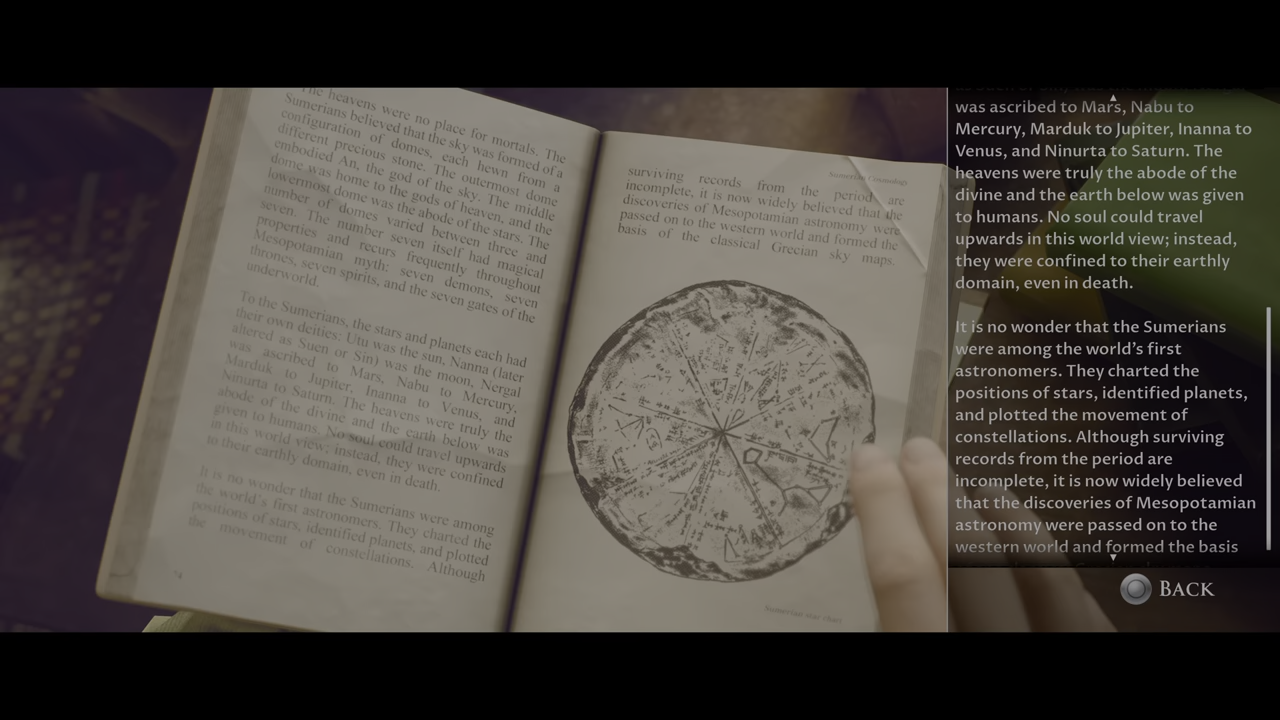 The heavens were no place for mortals. The
Sumerians believed that the sky was formed of a
configuration of domes, each hewn from a
different precious stone. The outermost dome
embodied An, the god of the sky. The middle
dome was home to the gods of heaven, and the
lowermost dome was the abode of the stars. The
number of domes varied between three and
seven. The number seven itself had magical
properties and recurs frequently throughout
Mesopotamian myth: seven demons, seven
thrones, seven spirits, and the seven gates of the
underworld.
To the Sumerians, the stars and planets each had
their own deities: Utu was the sun, Nanna (later
altered as Suen or Sin) was the moon, Nergal
was ascribed to Mars, Nabu to Mercury,
Marduk to Jupiter, Inanna to Venus, and
Ninurta to Saturn. The heavens were truly the
abode of the divine and the earth below was
given to humans. No soul could travel upwards
in this world view; instead, they were confined
to their earthly domain, even in death.
It is no wonder that the Sumerians were among
the world's first astronomers. They charted the
positions of stars, identified planets, and plotted
the movement of constellations. Although
Sumerian Cosmology
surviving records from the period are
incomplete, it is now widely believed that the
discoveries of Mesopotamian astronomy were
passed on to the western world and formed the
basis of the classical Grecian sky maps.
Sumerian star chart
was ascribed to Mars, Nabu to
Mercury, Marduk to Jupiter, Inanna to
Venus, and Ninurta to Saturn. The
heavens were truly the abode of the
divine and the earth below was given
to humans. No soul could travel
upwards in this world view; instead,
they were confined to their earthly
domain, even in death.
It is no wonder that the Sumerians
were among the world's first
astronomers. They charted the
positions of stars, identified planets,
and plotted the movement of
constellations. Although surviving
records from the period are
incomplete, it is now widely believed
that the discoveries of Mesopotamian
astronomy were passed on to the
western world and formed the basis
BACK